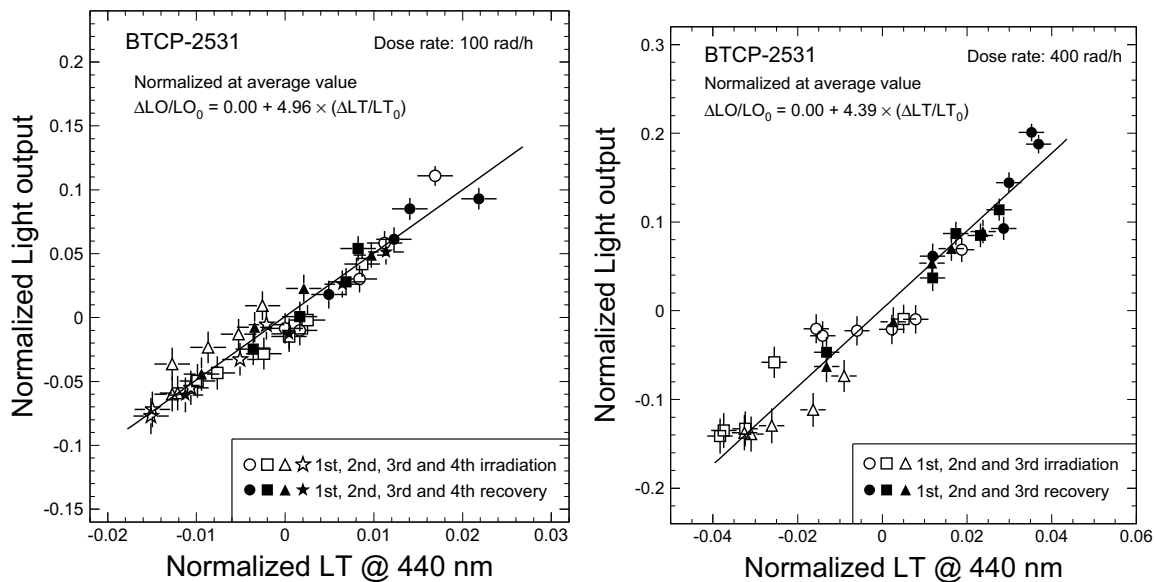 BTCP-2531
Dose rate: 100 rad/h
Normalized at average value
ΔLO/LO₀ = 0.00 + 4.96 × (ΔLT/LT₀)
Normalized Light output
0.2
0.15
0.1
0.05
0
-0.05
-0.1
-0.15
1st, 2nd, 3rd and 4th irradiation
1st, 2nd, 3rd and 4th recovery
-0.02
-0.01
0
0.01
0.02
0.03
Normalized LT @ 440 nm
BTCP-2531
Dose rate: 400 rad/h
Normalized at average value
ΔLO/LO₀ = 0.00 + 4.39 × (ΔLT/LT₀)
Normalized Light output
0.3
0.2
0.1
0
-0.1
-0.2
1st, 2nd and 3rd irradiation
1st, 2nd and 3rd recovery
-0.04
-0.02
0
0.02
0.04
0.06
Normalized LT @ 440 nm